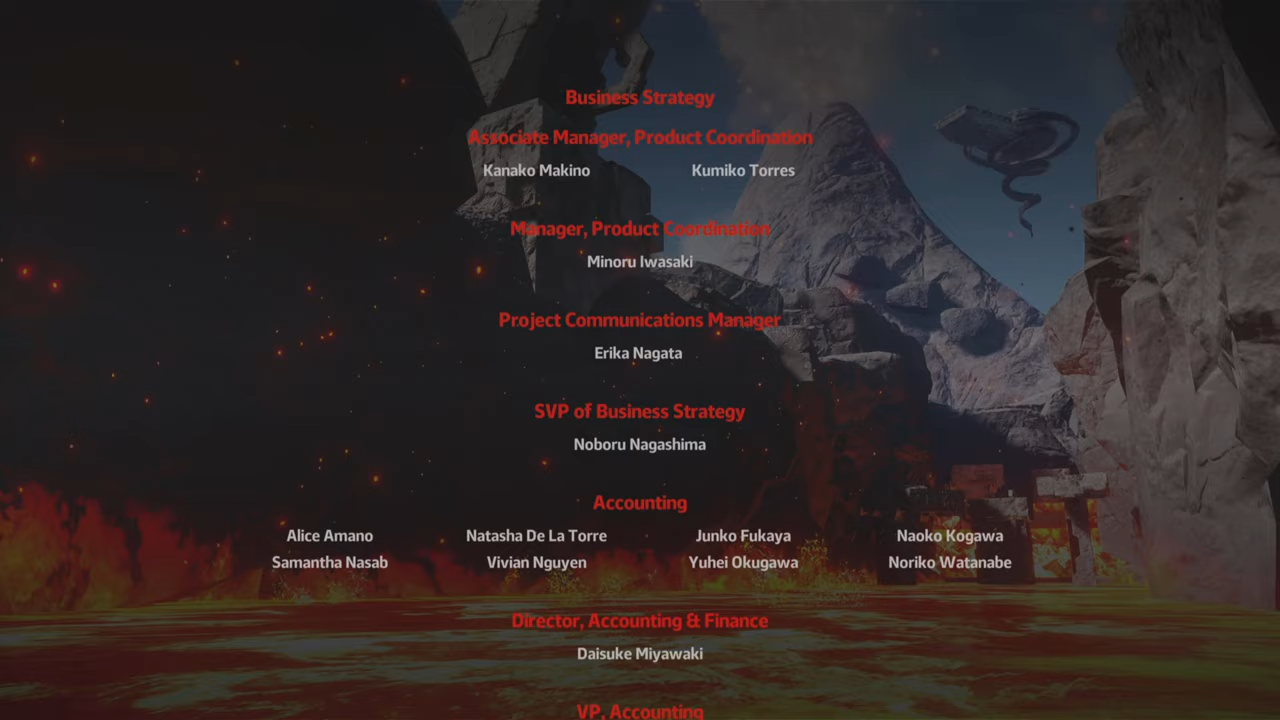 Business Strategy
Associate Manager, Product Coordination
Kanako Makino Kumiko Torres
Manager, Product Coordination
Minoru Iwasaki
Project Communications Manager
Erika Nagata
SVP of Business Strategy
Noboru Nagashima
Accounting
Alice Amano Natasha De La Torre Junko Fukaya Naoko Kogawa
Samantha Nasab Vivian Nguyen Yuhei Okugawa Noriko Watanabe
Director, Accounting & Finance
Daisuke Miyawaki
VP, Accounting